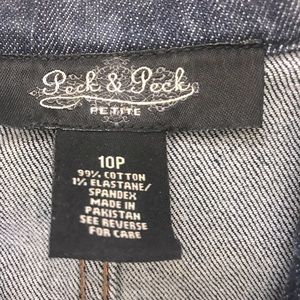 Peck & Peck
PETITE
10P
99% COTTON
1% ELASTANE/
SPANDEX
MADE IN
PAKISTAN
SEE REVERSE
FOR CARE